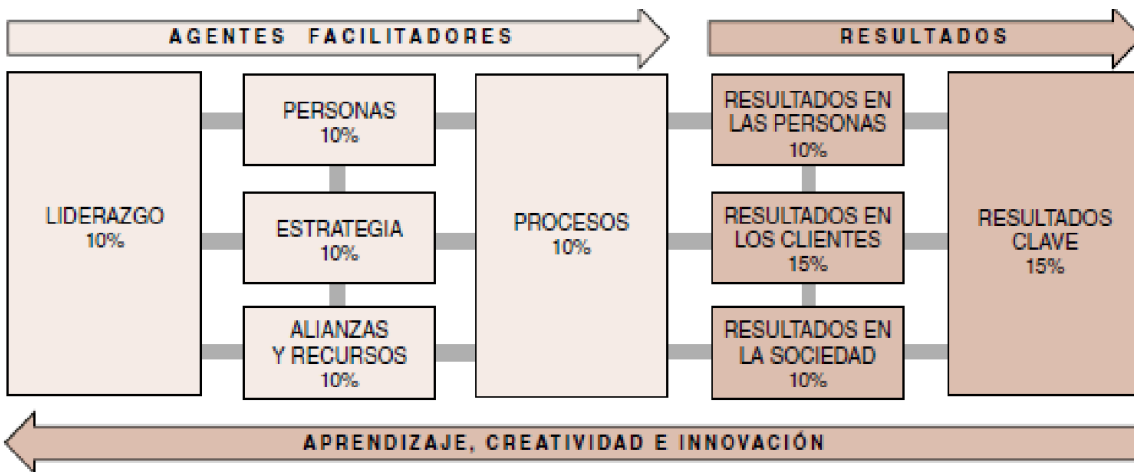 AGENTES FACILITADORES
RESULTADOS
LIDERAZGO
10%
PERSONAS
10%
ESTRATEGIA
10%
ALIANZAS
Y RECURSOS
10%
PROCESOS
10%
RESULTADOS EN
LAS PERSONAS
10%
RESULTADOS EN
LOS CLIENTES
15%
RESULTADOS EN
LA SOCIEDAD
10%
RESULTADOS
CLAVE
15%
APRENDIZAJE, CREATIVIDAD E INNOVACIÓN